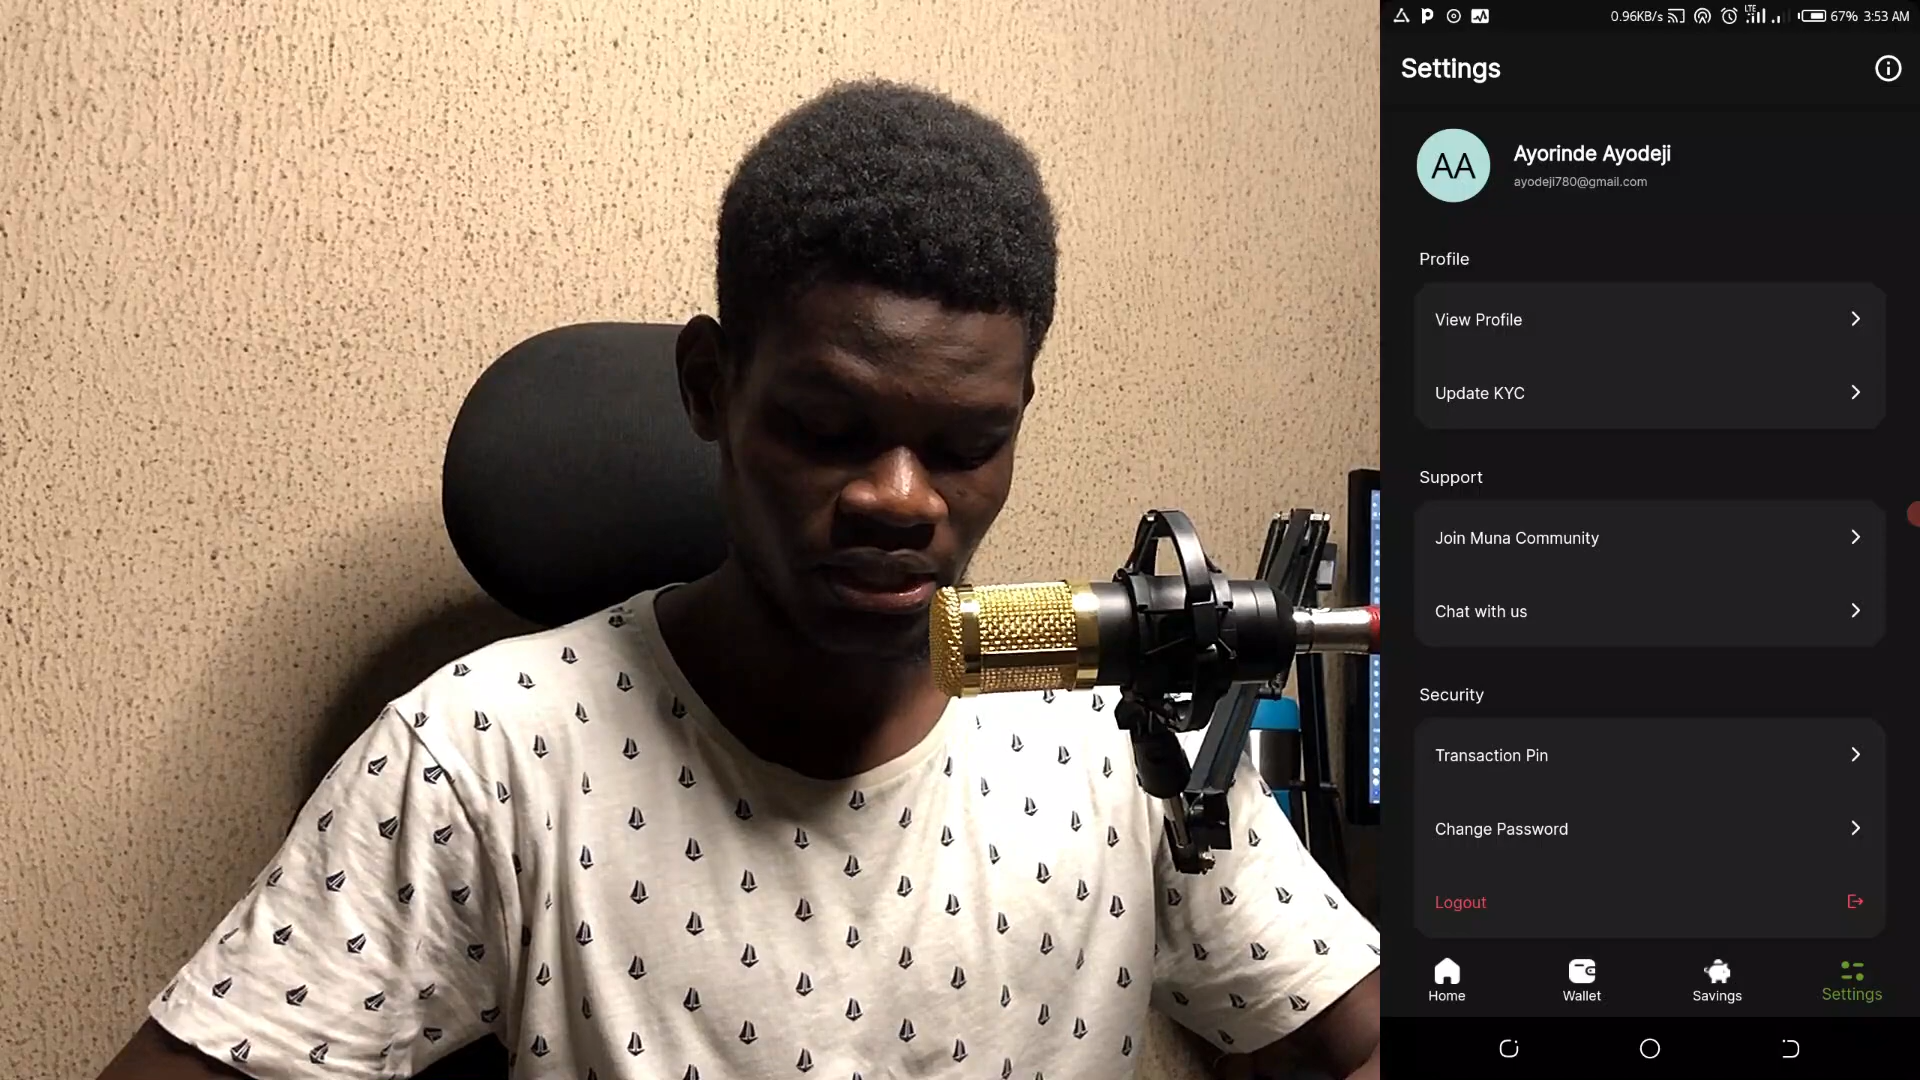 0.96KB/s LTE 67% 3:53 AM
Settings
AA
Ayorinde Ayodeji
ayodeji780@gmail.com
Profile
View Profile
Update KYC
Support
Join Muna Community
Chat with us
Security
Transaction Pin
Change Password
Logout
Home
Wallet
Savings
Settings